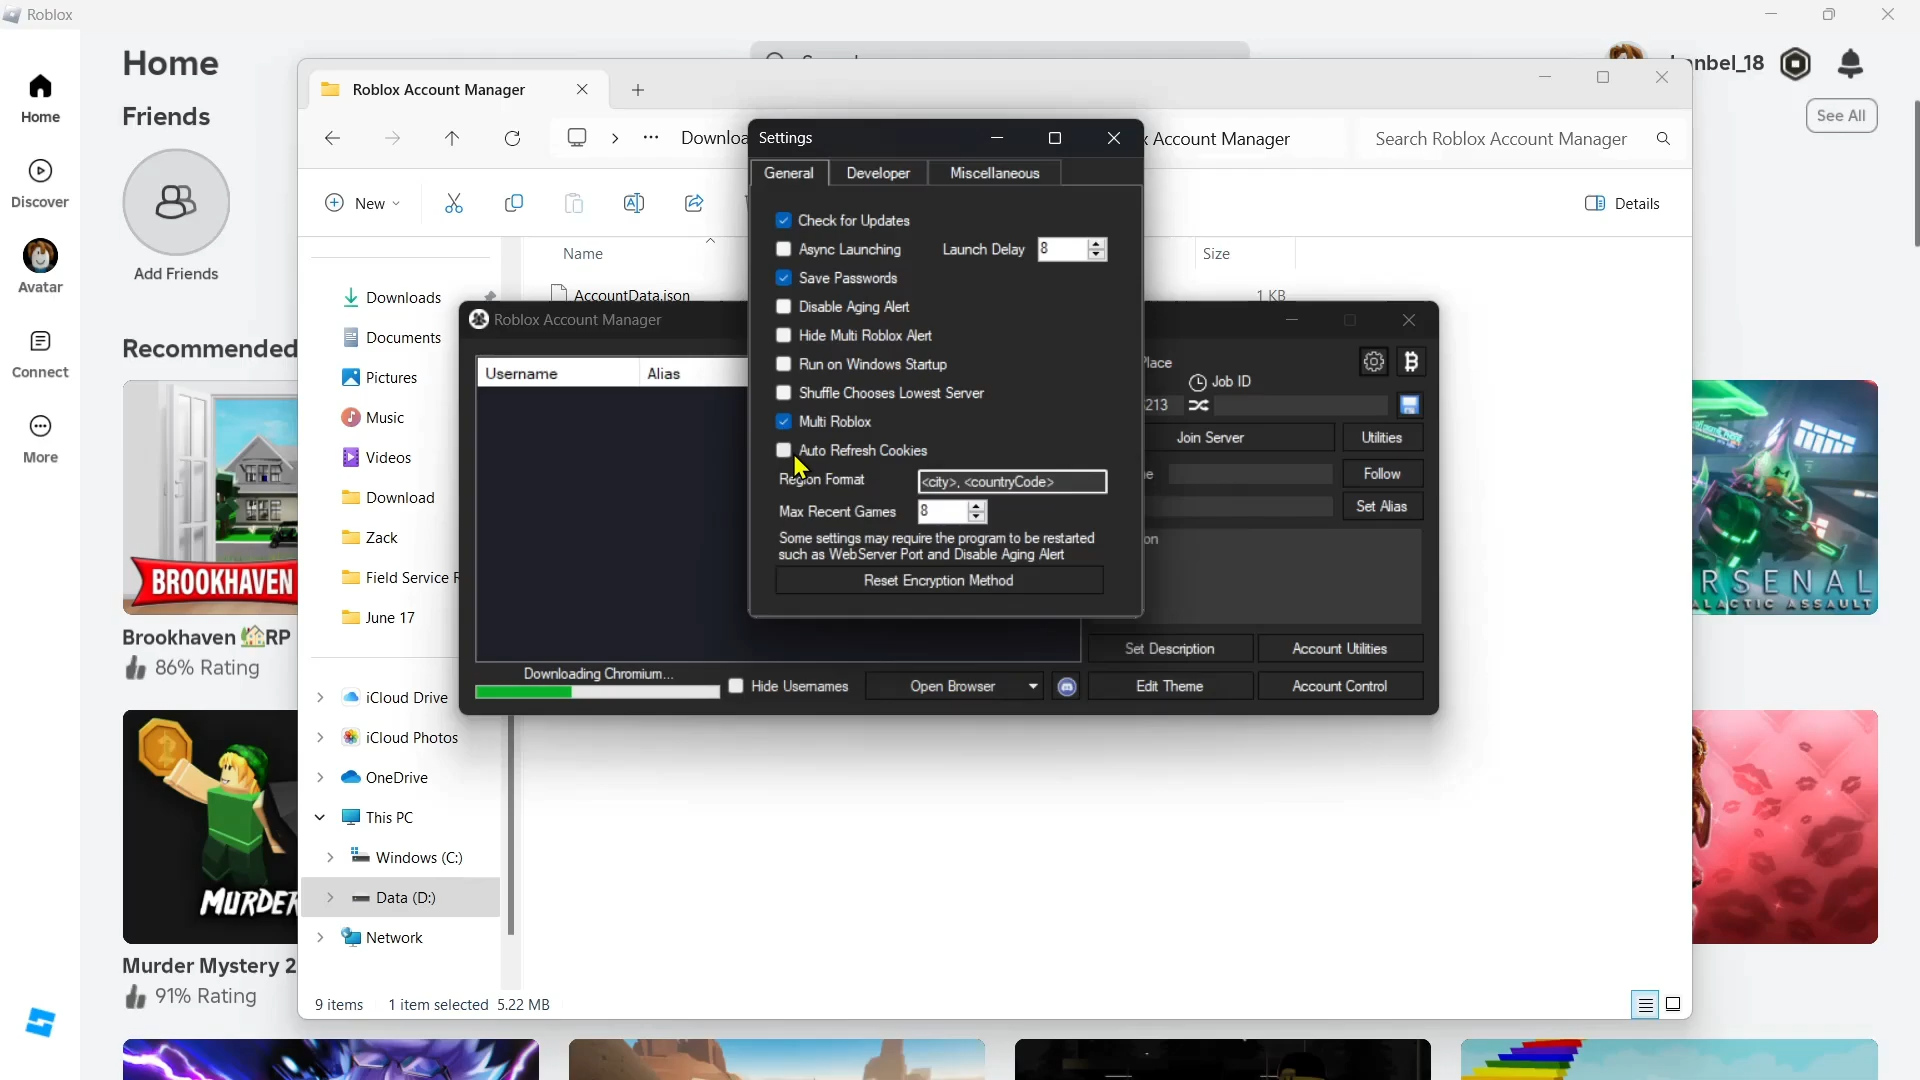 Roblox
Home
nbel_18
Home
Friends
See All
Discover
Add Friends
Avatar
Connect
More
Recommended
BROOKHAVEN
Brookhaven RP
86% Rating
MURDER
Murder Mystery 2
91% Rating
Roblox Account Manager
Downloa
Account Manager
Search Roblox Account Manager
New
Details
Name
Size
AccountData.json
1 KB
Downloads
Documents
Pictures
Music
Videos
Download
Zack
Field Service
June 17
iCloud Drive
iCloud Photos
OneDrive
This PC
Windows (C:)
Data (D:)
Network
9 items
1 item selected 5.22 MB
Roblox Account Manager
Username
Alias
Downloading Chromium...
Hide Usernames
Open Browser
Place
Job ID
213
Join Server
Utilities
e
Follow
Set Alias
on
Set Description
Account Utilities
Edit Theme
Account Control
Settings
General
Developer
Miscellaneous
Check for Updates
Async Launching
Launch Delay
8
Save Passwords
Disable Aging Alert
Hide Multi Roblox Alert
Run on Windows Startup
Shuffle Chooses Lowest Server
Multi Roblox
Auto Refresh Cookies
Region Format
<city>, <countryCode>
Max Recent Games
8
Some settings may require the program to be restarted
such as WebServer Port and Disable Aging Alert
Reset Encryption Method
RSENAL
ALACTIC ASSAULT